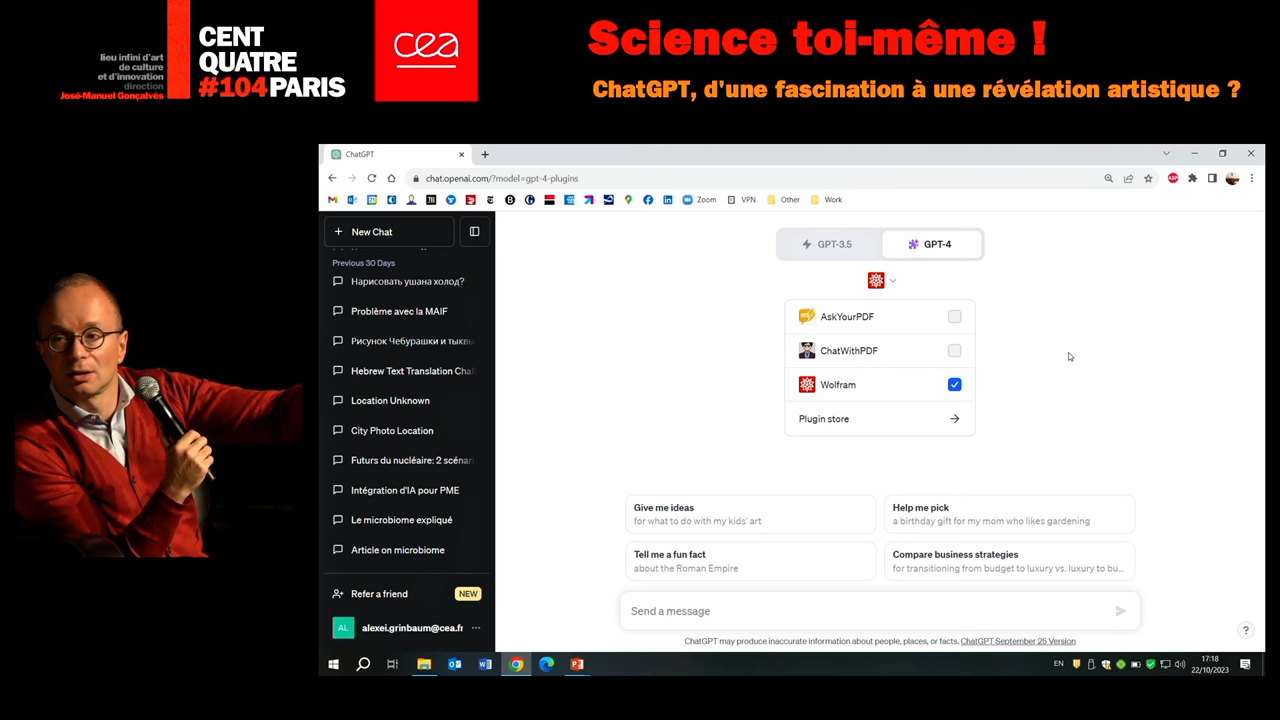 lieu infini d'art
de culture
et d'innovation
direction
José-Manuel Gonçalvès
CENT
QUATRE
#104PARIS
cea
Science toi-même !
ChatGPT, d'une fascination à une révélation artistique ?
ChatGPT
chat.openai.com/?model=gpt-4-plugins
Zoom
VPN
Other
Work
New Chat
Previous 30 Days
Нарисовать ушана холод?
Problème avec la MAIF
Рисунок Чебурашки и тыквы
Hebrew Text Translation Chal
Location Unknown
City Photo Location
Futurs du nucléaire: 2 scénari
Intégration d'IA pour PME
Le microbiome expliqué
Article on microbiome
Refer a friend
NEW
AL
alexei.grinbaum@cea.fr
GPT-3.5
GPT-4
AskYourPDF
ChatWithPDF
Wolfram
Plugin store
Give me ideas
for what to do with my kids' art
Help me pick
a birthday gift for my mom who likes gardening
Tell me a fun fact
about the Roman Empire
Compare business strategies
for transitioning from budget to luxury vs. luxury to bu...
Send a message
ChatGPT may produce inaccurate information about people, places, or facts. ChatGPT September 25 Version
?
EN
17:18
22/10/2023